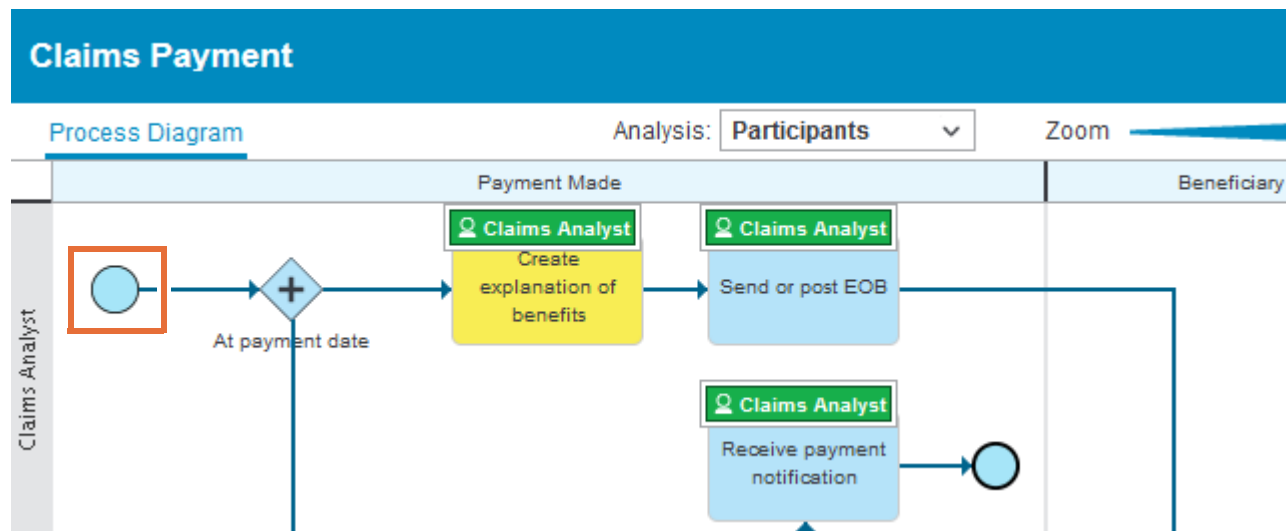 Claims Payment
Process Diagram
Analysis: Participants
Zoom
Payment Made
Beneficiary
Claims Analyst
Claims Analyst
Claims Analyst
Create
explanation of
benefits
Send or post EOB
At payment date
Claims Analyst
Receive payment
notification